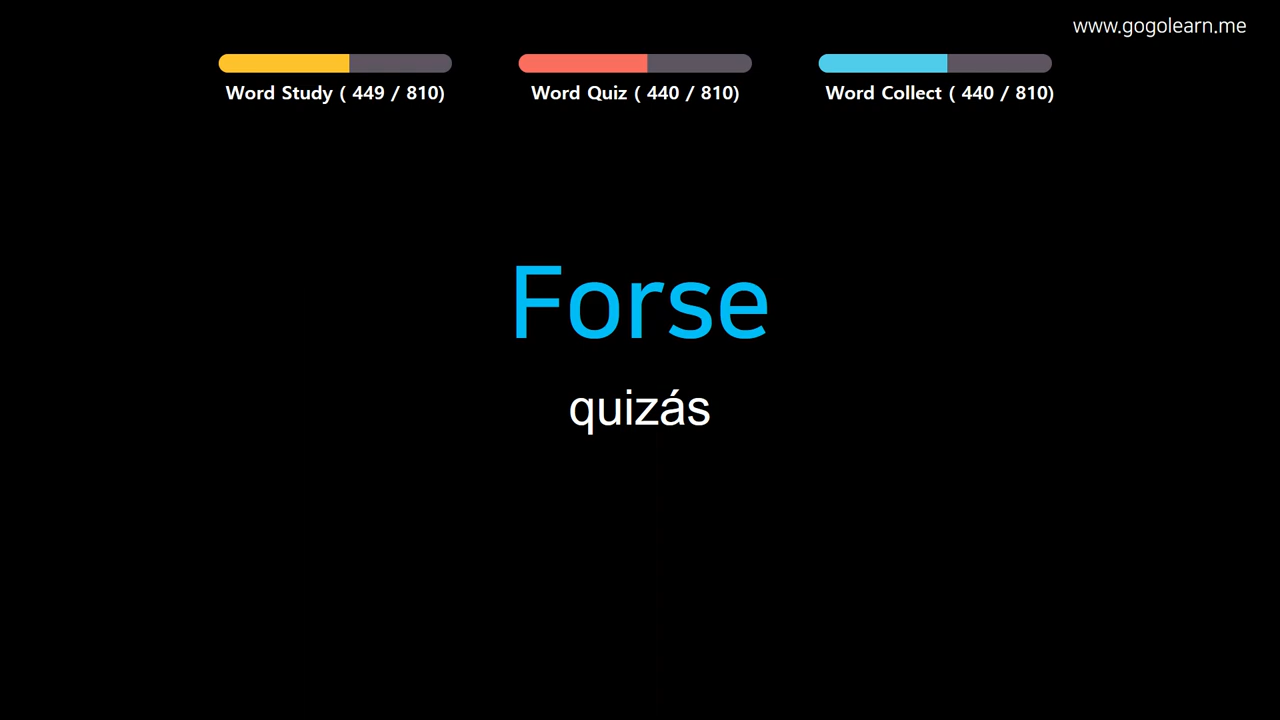 www.gogolearn.me
Word Study ( 449 / 810)
Word Quiz ( 440 / 810)
Word Collect ( 440 / 810)
Forse
quizás